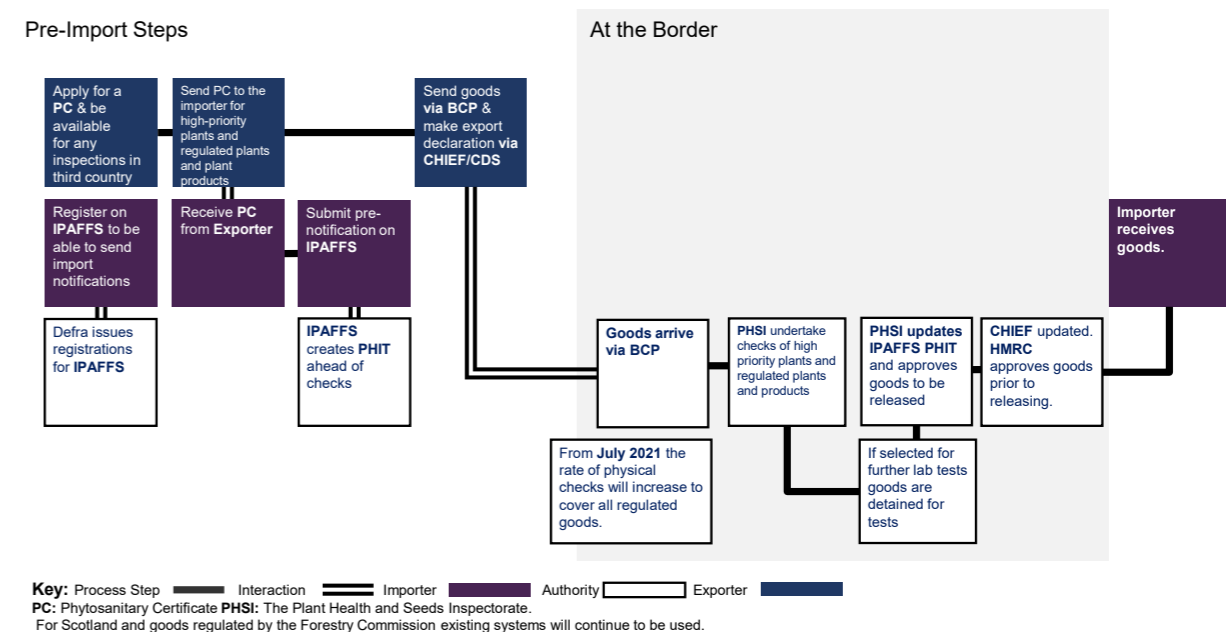 Pre-Import Steps
At the Border
Apply for a
PC & be
available
for any
inspections in
third country
Send PC to the
importer for
high-priority
plants and
regulated plants
and plant
products
Send goods
via BCP &
make export
declaration via
CHIEF/CDS
Register on
IPAFFS to be
able to send
import
notifications
Receive PC
from Exporter
Submit pre-
notification on
IPAFFS
Importer
receives
goods.
Defra issues
registrations
for IPAFFS
IPAFFS
creates PHIT
ahead of
checks
Goods arrive
via BCP
PHSI undertake
checks of high
priority plants and
regulated plants
and products
PHSI updates
IPAFFS PHIT
and approves
goods to be
released
CHIEF updated.
HMRC
approves goods
prior to
releasing.
From July 2021 the
rate of physical
checks will increase to
cover all regulated
goods.
If selected for
further lab tests
goods are
detained for
tests
Key: Process Step Interaction Importer Authority Exporter
PC: Phytosanitary Certificate PHSI: The Plant Health and Seeds Inspectorate.
For Scotland and goods regulated by the Forestry Commission existing systems will continue to be used.